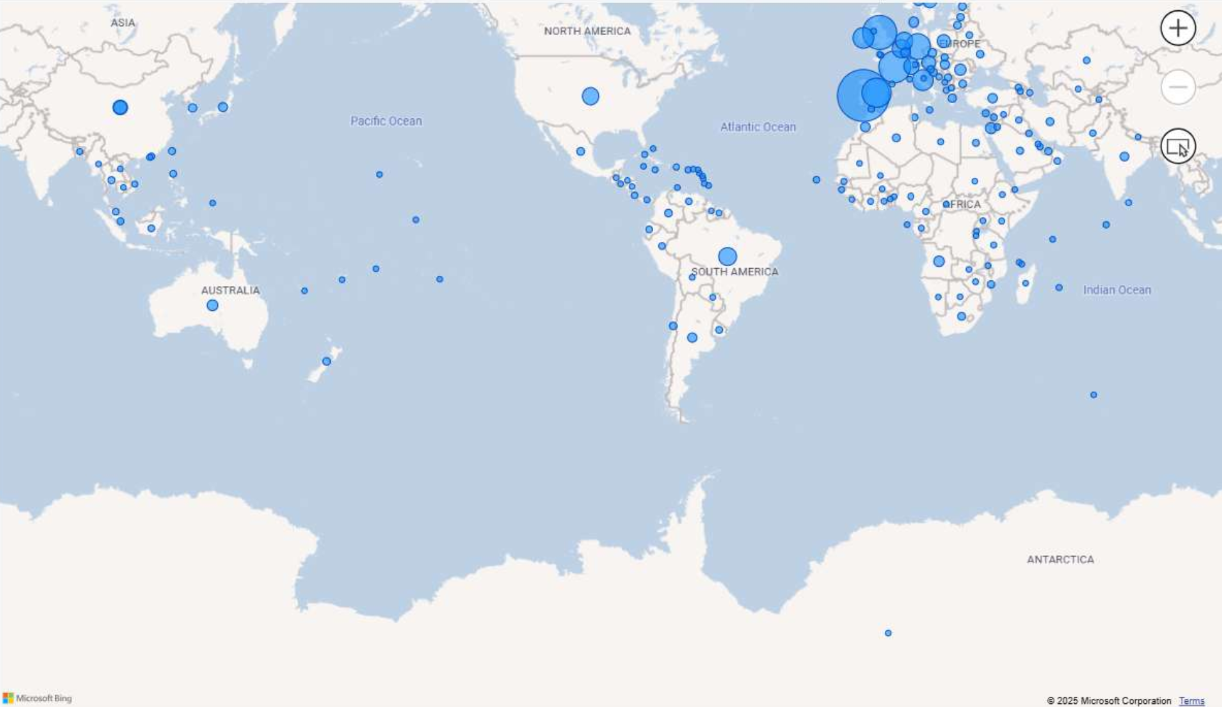 ASIA
NORTH AMERICA
EUROPE
Pacific Ocean
Atlantic Ocean
AFRICA
SOUTH AMERICA
AUSTRALIA
Indian Ocean
ANTARCTICA
Microsoft Bing
© 2025 Microsoft Corporation Terms